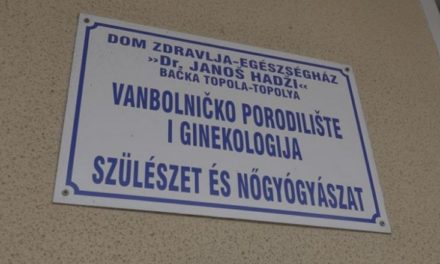 DOM ZDRAVLJA-EGÉSZSÉGHÁZ
»Dr. JANOŠ HADŽI«
BAČKA TOPOLA-TOPOLYA
VANBOLNIČKO PORODILIŠTE
I GINEKOLOGIJA
SZÜLÉSZET ÉS NŐGYÓGYÁSZAT